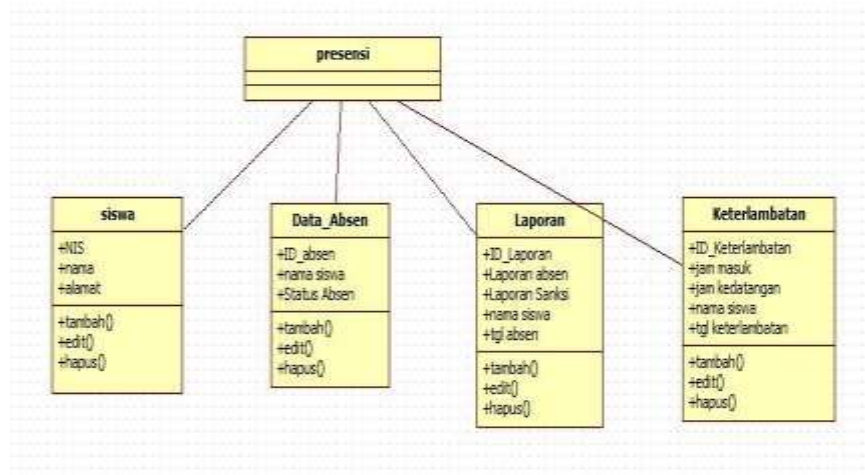 presensi
siswa
+NIS
+nama
+alamat
+tambah()
+edit()
+hapus()
Data_Absen
+ID_absen
+nama siswa
+Status Absen
+tambah()
+edit()
+hapus()
Laporan
+ID_Laporan
+Laporan absen
+Laporan Sanksi
+nama siswa
+tgl absen
+tambah()
+edit()
+hapus()
Keterlambatan
+ID_Keterlambatan
+jam masuk
+jam kedatangan
+nama siswa
+tgl keterlambatan
+tambah()
+edit()
+hapus()